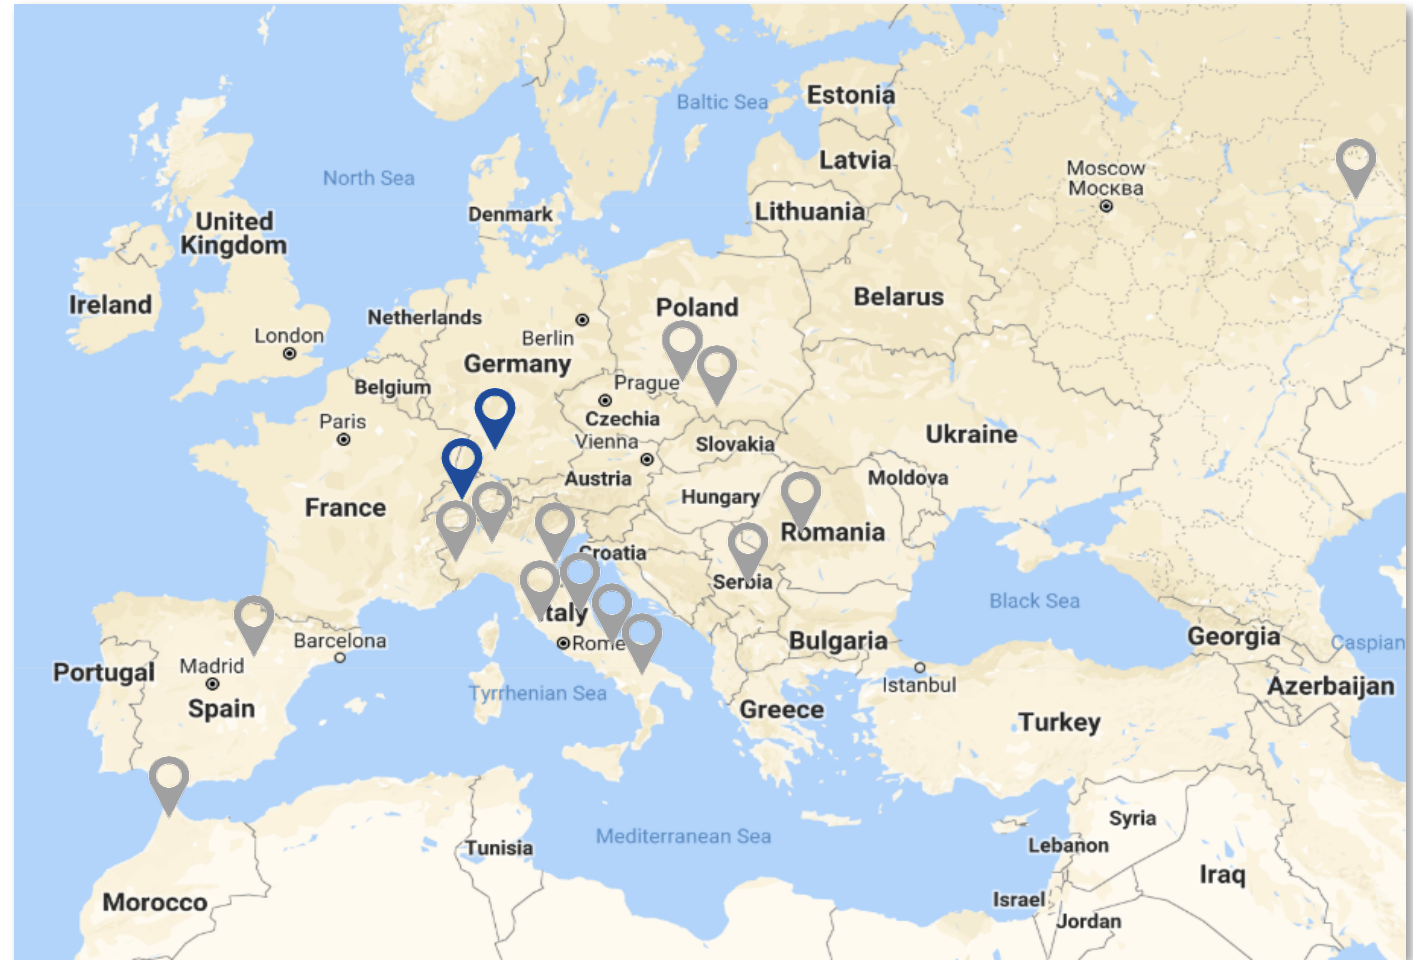 Baltic Sea
Estonia
Latvia
Moscow
Москва
North Sea
Denmark
Lithuania
United
Kingdom
Ireland
Netherlands
Poland
Belarus
London
Berlin
Germany
Belgium
Prague
Paris
Czechia
Vienna
Slovakia
Ukraine
Austria
Moldova
France
Hungary
Romania
Croatia
Serbia
Black Sea
Italy
Barcelona
Rome
Bulgaria
Georgia
Caspian
Portugal
Madrid
Spain
Tyrrhenian Sea
Istanbul
Azerbaijan
Greece
Turkey
Syria
Mediterranean Sea
Tunisia
Lebanon
Iraq
Morocco
Israel
Jordan